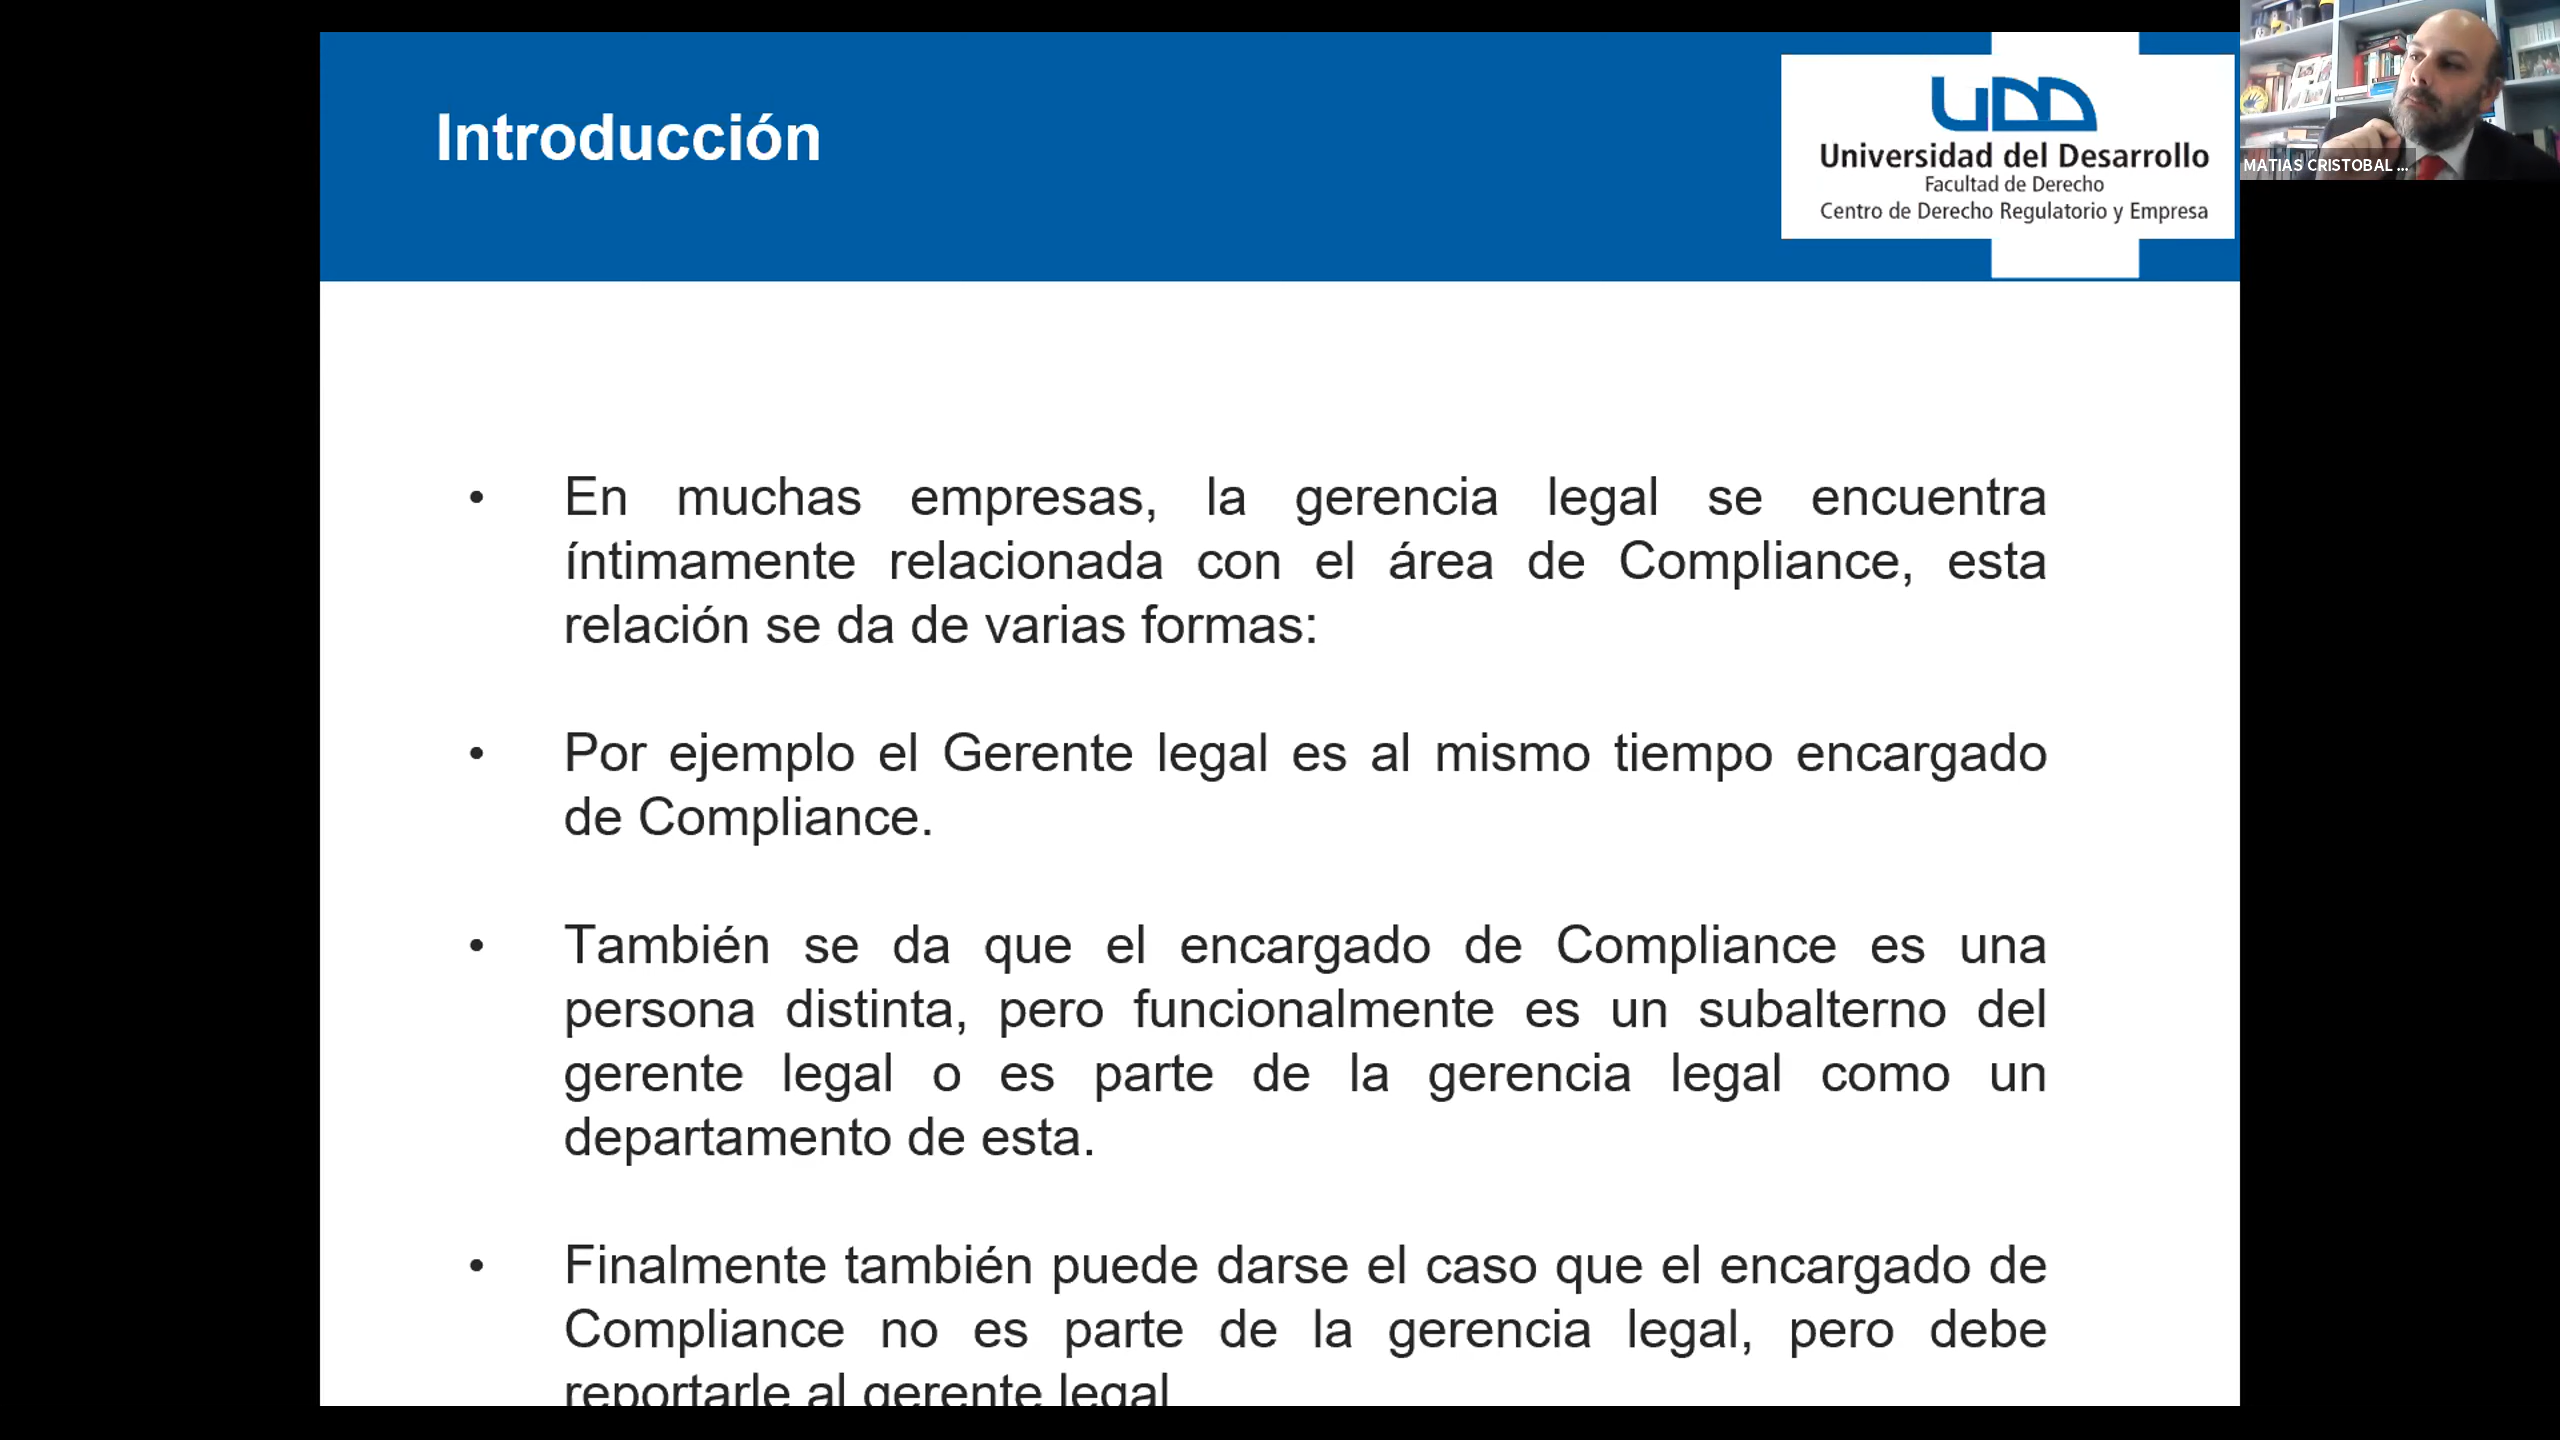 Introducción
UDD
Universidad del Desarrollo
Facultad de Derecho
Centro de Derecho Regulatorio y Empresa
MATIAS CRISTOBAL ...
• En muchas empresas, la gerencia legal se encuentra
íntimamente relacionada con el área de Compliance, esta
relación se da de varias formas:
• Por ejemplo el Gerente legal es al mismo tiempo encargado
de Compliance.
• También se da que el encargado de Compliance es una
persona distinta, pero funcionalmente es un subalterno del
gerente legal o es parte de la gerencia legal como un
departamento de esta.
• Finalmente también puede darse el caso que el encargado de
Compliance no es parte de la gerencia legal, pero debe
reportarle al gerente legal